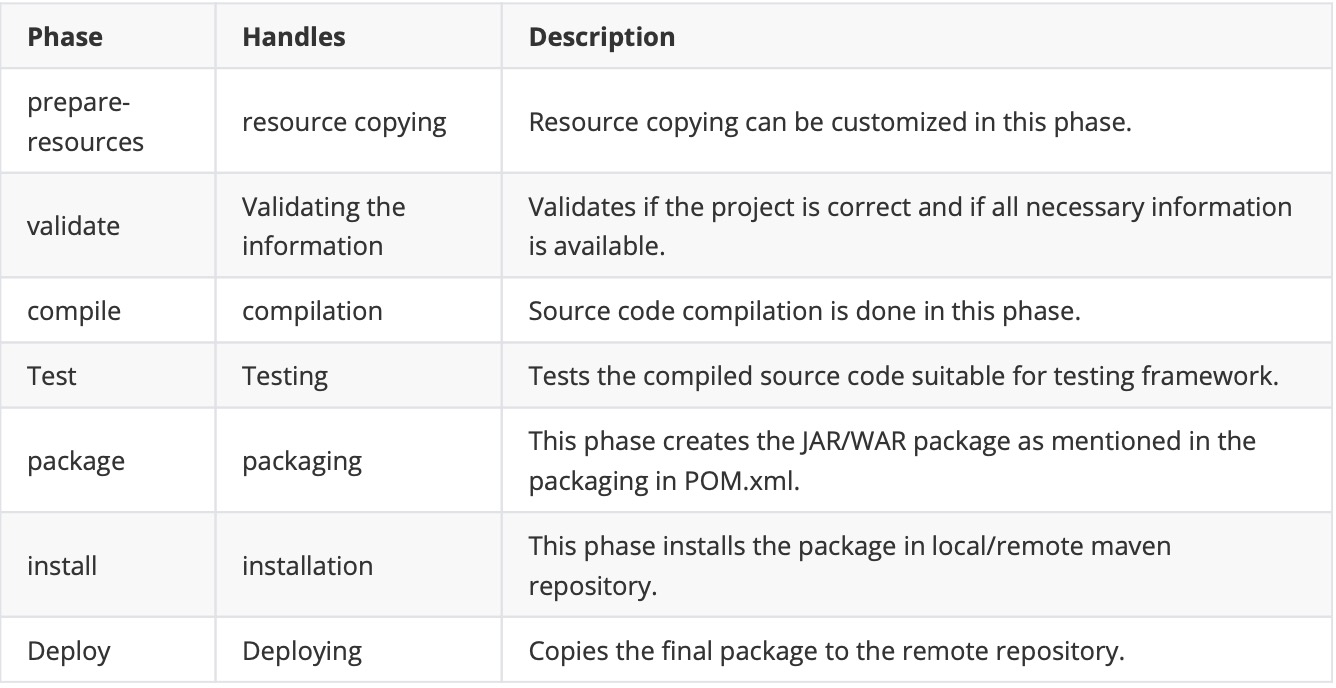 Phase Handles Description
prepare-
resources
resource copying
Resource copying can be customized in this phase.
validate
Validating the
information
Validates if the project is correct and if all necessary information
is available.
compile
compilation
Source code compilation is done in this phase.
Test
Testing
Tests the compiled source code suitable for testing framework.
package
packaging
This phase creates the JAR/WAR package as mentioned in the
packaging in POM.xml.
install
installation
This phase installs the package in local/remote maven
repository.
Deploy
Deploying
Copies the final package to the remote repository.